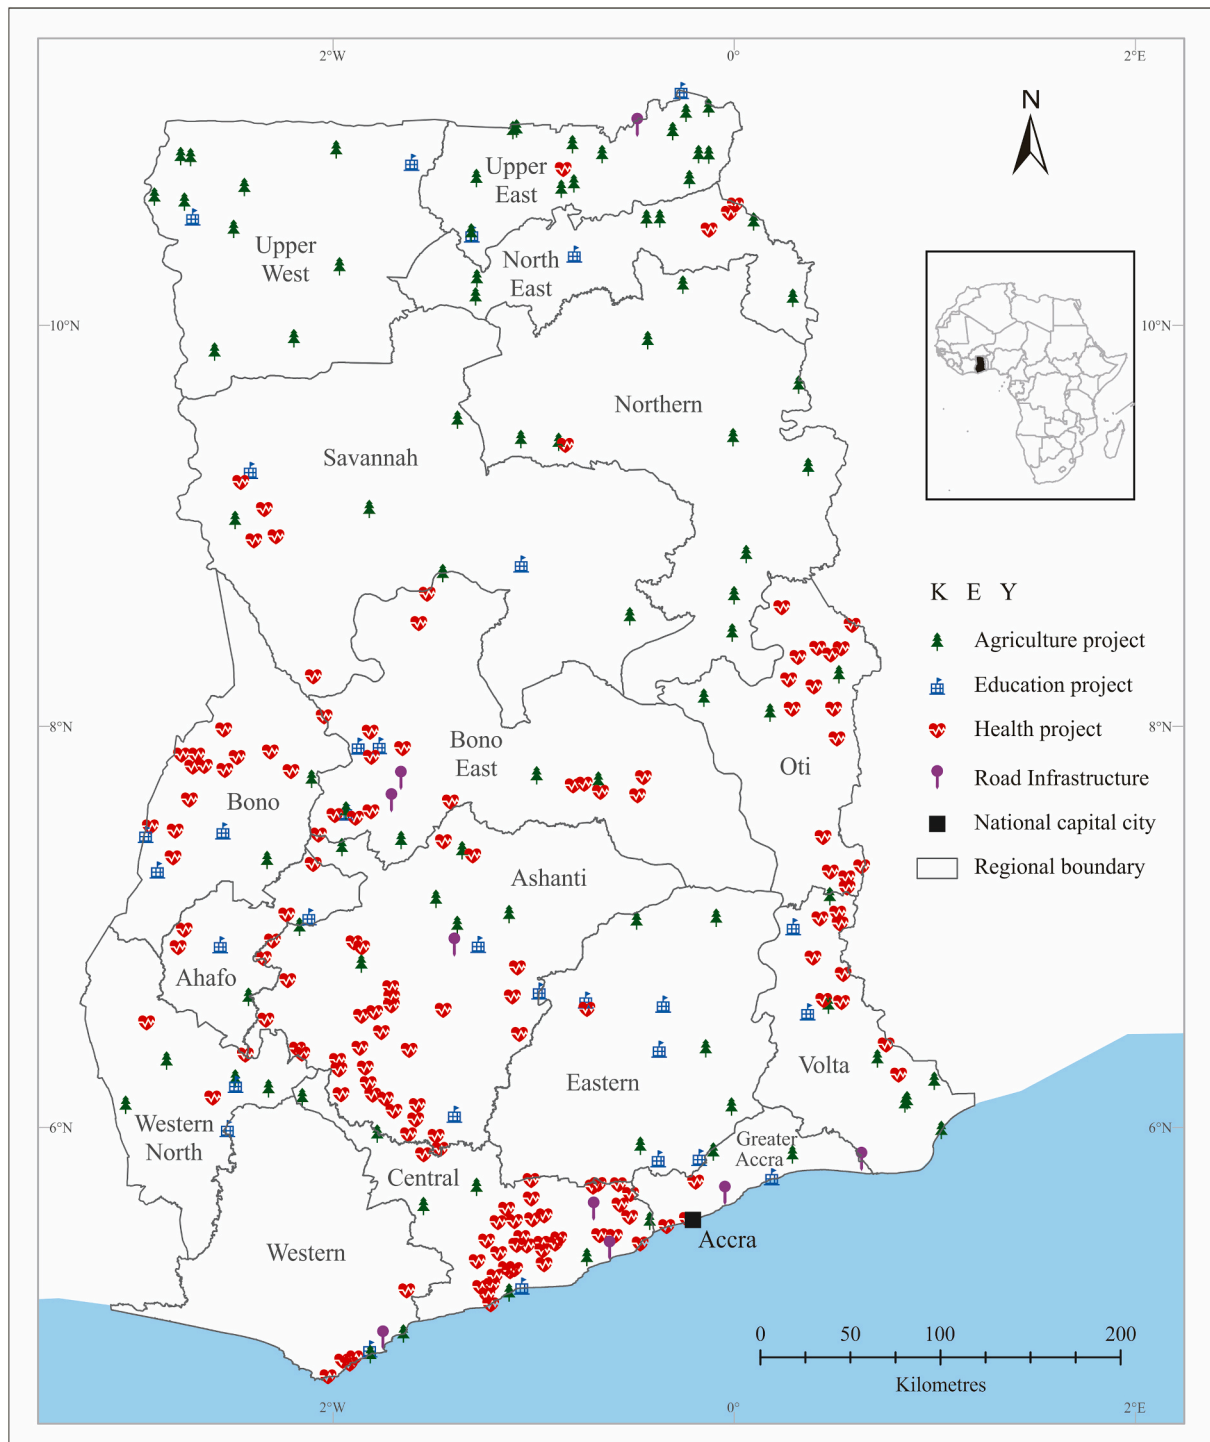 2°W
0°
2°E
N
Upper
East
Upper
West
North
East
10°N
10°N
Northern
Savannah
K E Y
Agriculture project
Education project
Health project
8°N
8°N
Bono
East
Oti
Road Infrastructure
Bono
National capital city
Regional boundary
Ashanti
Ahafo
Volta
Eastern
Western
North
6°N
6°N
Greater
Accra
Central
Accra
Western
0
50
100
200
Kilometres
2°W
0°
2°E